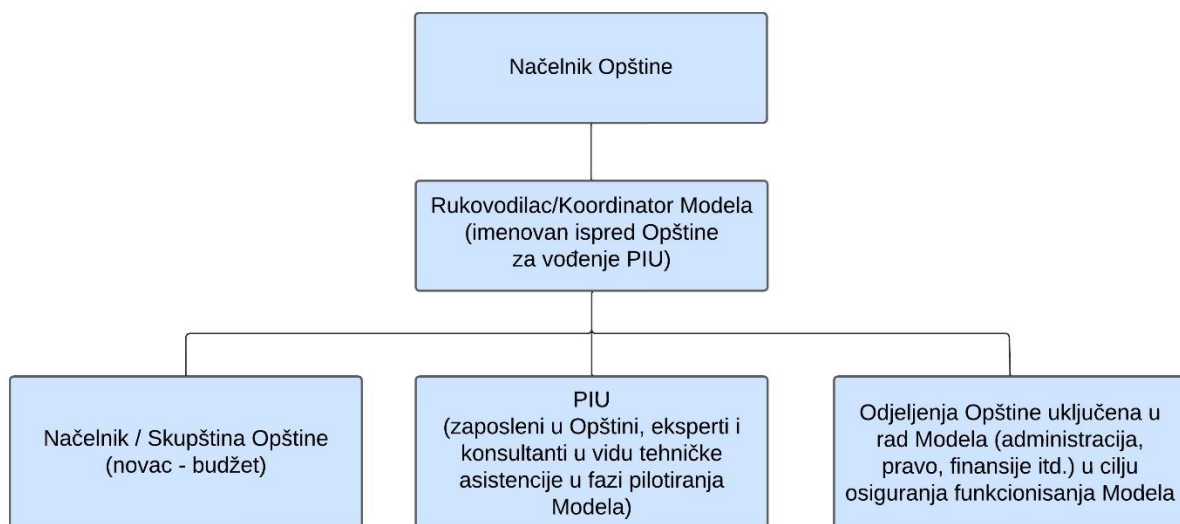 Načelnik Opštine
Rukovodilac/Koordinator Modela
(imenovan ispred Opštine
za vođenje PIU)
Načelnik / Skupština Opštine
(novac - budžet)
PIU
(zaposleni u Opštini, eksperti i
konsultanti u vidu tehničke
asistencije u fazi pilotiranja
Modela)
Odjeljenja Opštine uključena u
rad Modela (administracija,
pravo, finansije itd.) u cilju
osiguranja funkcionisanja Modela